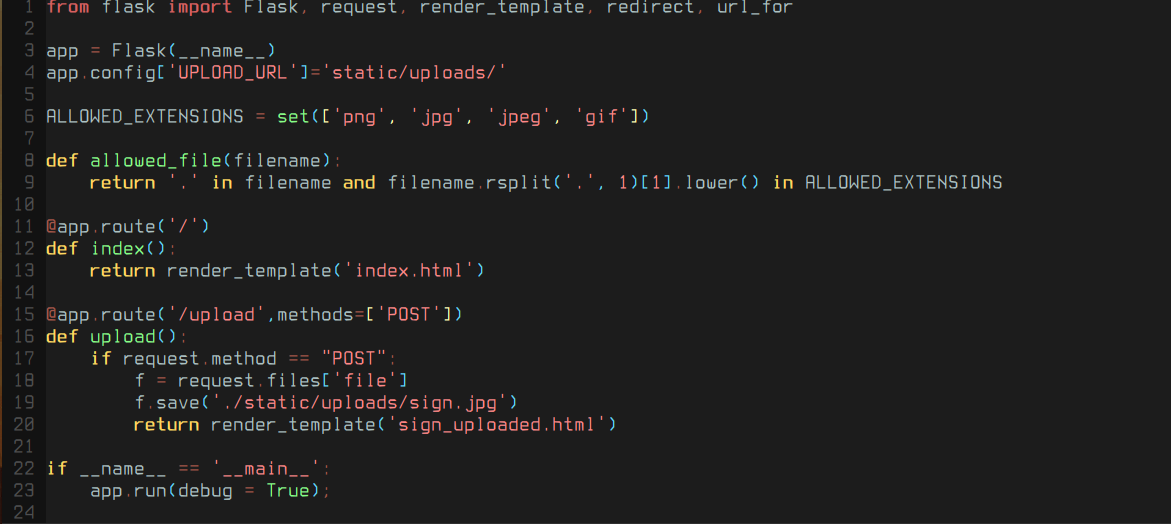 1 from flask import Flask, request, render_template, redirect, url_for
2
3 app = Flask(__name__)
4 app.config['UPLOAD_URL']='static/uploads/'
5
6 ALLOWED_EXTENSIONS = set(['png', 'jpg', 'jpeg', 'gif'])
7
8 def allowed_file(filename):
9     return '.' in filename and filename.rsplit('.', 1)[1].lower() in ALLOWED_EXTENSIONS
10
11 @app.route('/')
12 def index():
13     return render_template('index.html')
14
15 @app.route('/upload',methods=['POST'])
16 def upload():
17     if request.method == "POST":
18         f = request.files['file']
19         f.save('./static/uploads/sign.jpg')
20         return render_template('sign_uploaded.html')
21
22 if __name__ == '__main__':
23     app.run(debug = True);
24